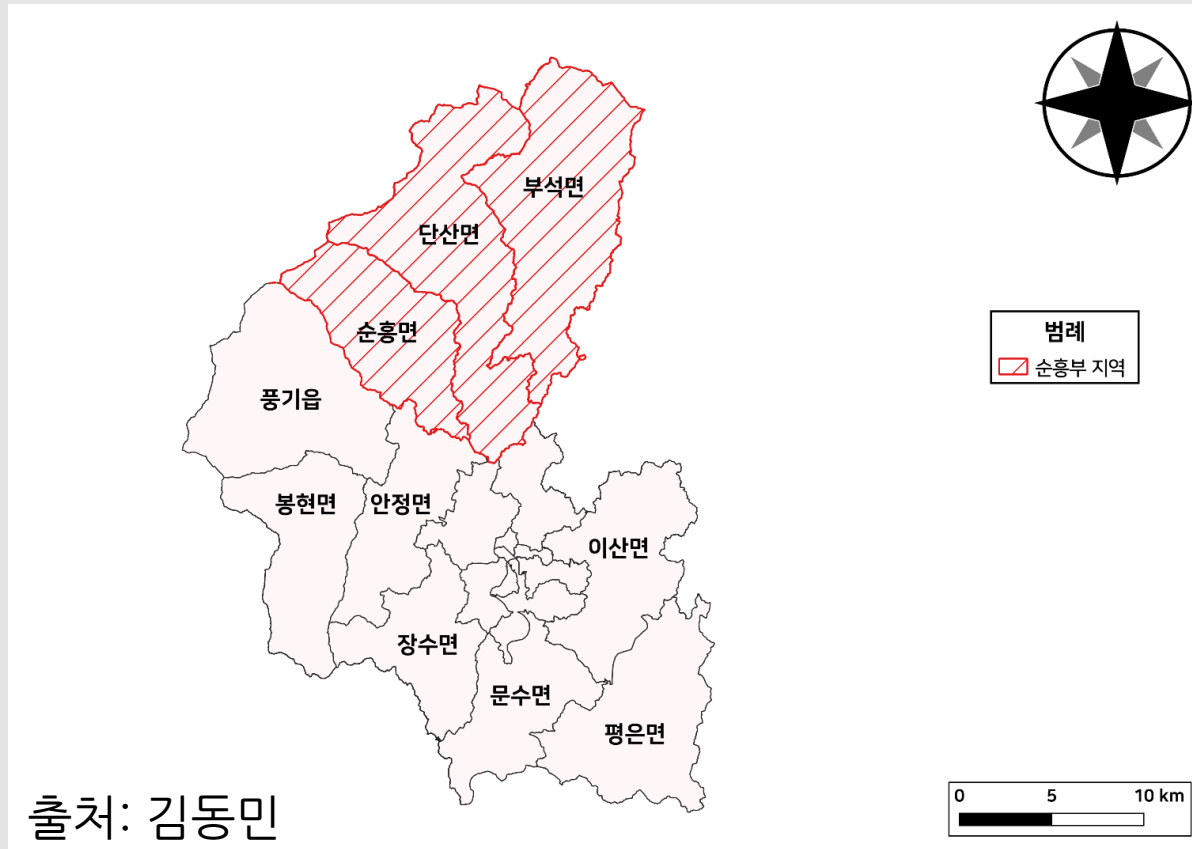 부석면
단산면
순흥면
풍기읍
봉현면
안정면
이산면
장수면
문수면
평은면
범례
순흥부 지역
0 5 10 km
출처: 김동민